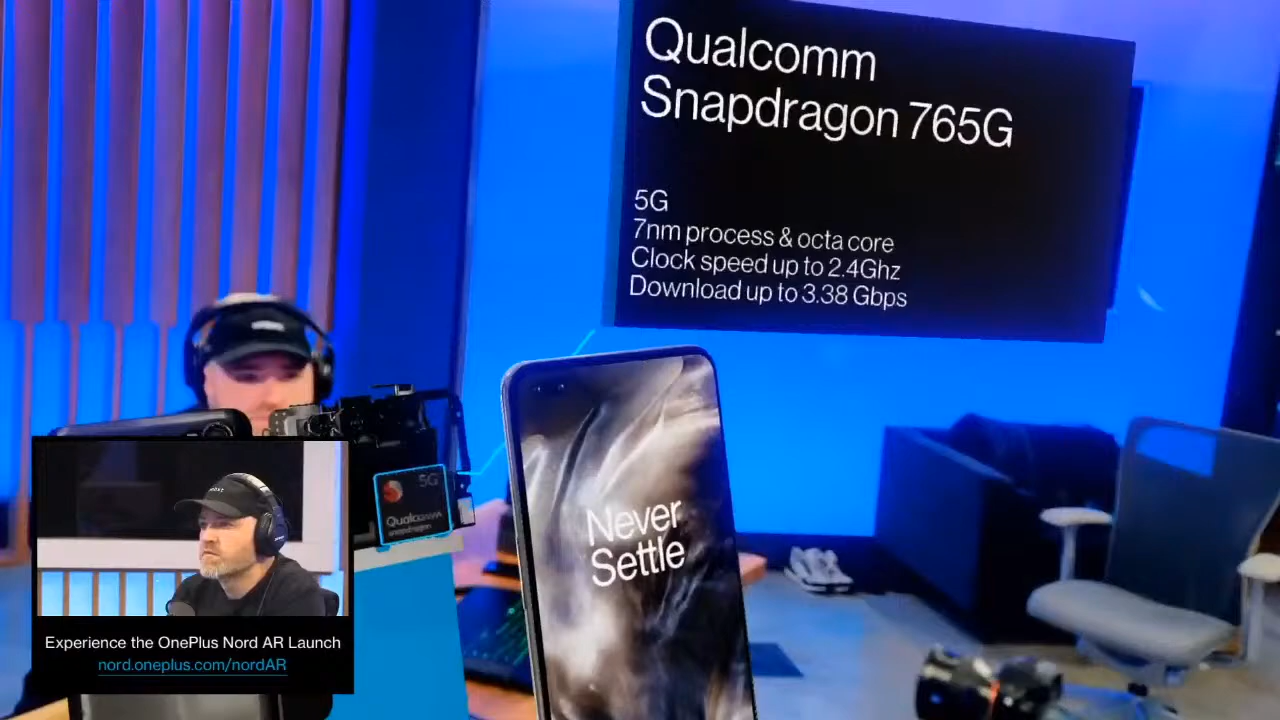 Qualcomm
Snapdragon 765G
5G
7nm process & octa core
Clock speed up to 2.4Ghz
Download up to 3.38 Gbps
5G
Qualcomm
snapdragon
Never
Settle
Experience the OnePlus Nord AR Launch
nord.oneplus.com/nordAR